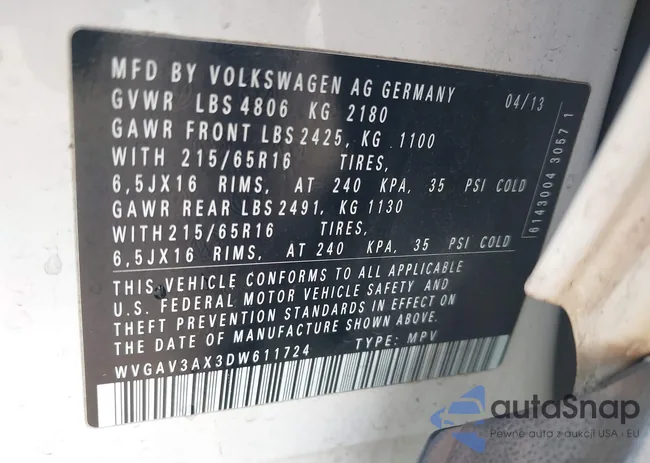 MFD BY VOLKSWAGEN AG GERMANY 04/13
GVWR LBS 4806 KG 2180
GAWR FRONT LBS 2425, KG 1100
WITH 215/65R16 TIRES,
6,5JX16 RIMS, AT 240 KPA, 35 PSI COLD
GAWR REAR LBS 2491, KG 1130
WITH 215/65R16 TIRES,
6,5JX16 RIMS, AT 240 KPA, 35 PSI COLD
THIS VEHICLE CONFORMS TO ALL APPLICABLE
U.S. FEDERAL MOTOR VEHICLE SAFETY AND
THEFT PREVENTION STANDARDS IN EFFECT ON
THE DATE OF MANUFACTURE SHOWN ABOVE.
WVGAV3AX3DW611724 TYPE: MPV
6143004 30571
autoSnap
Pewne auta z aukcji USA i EU